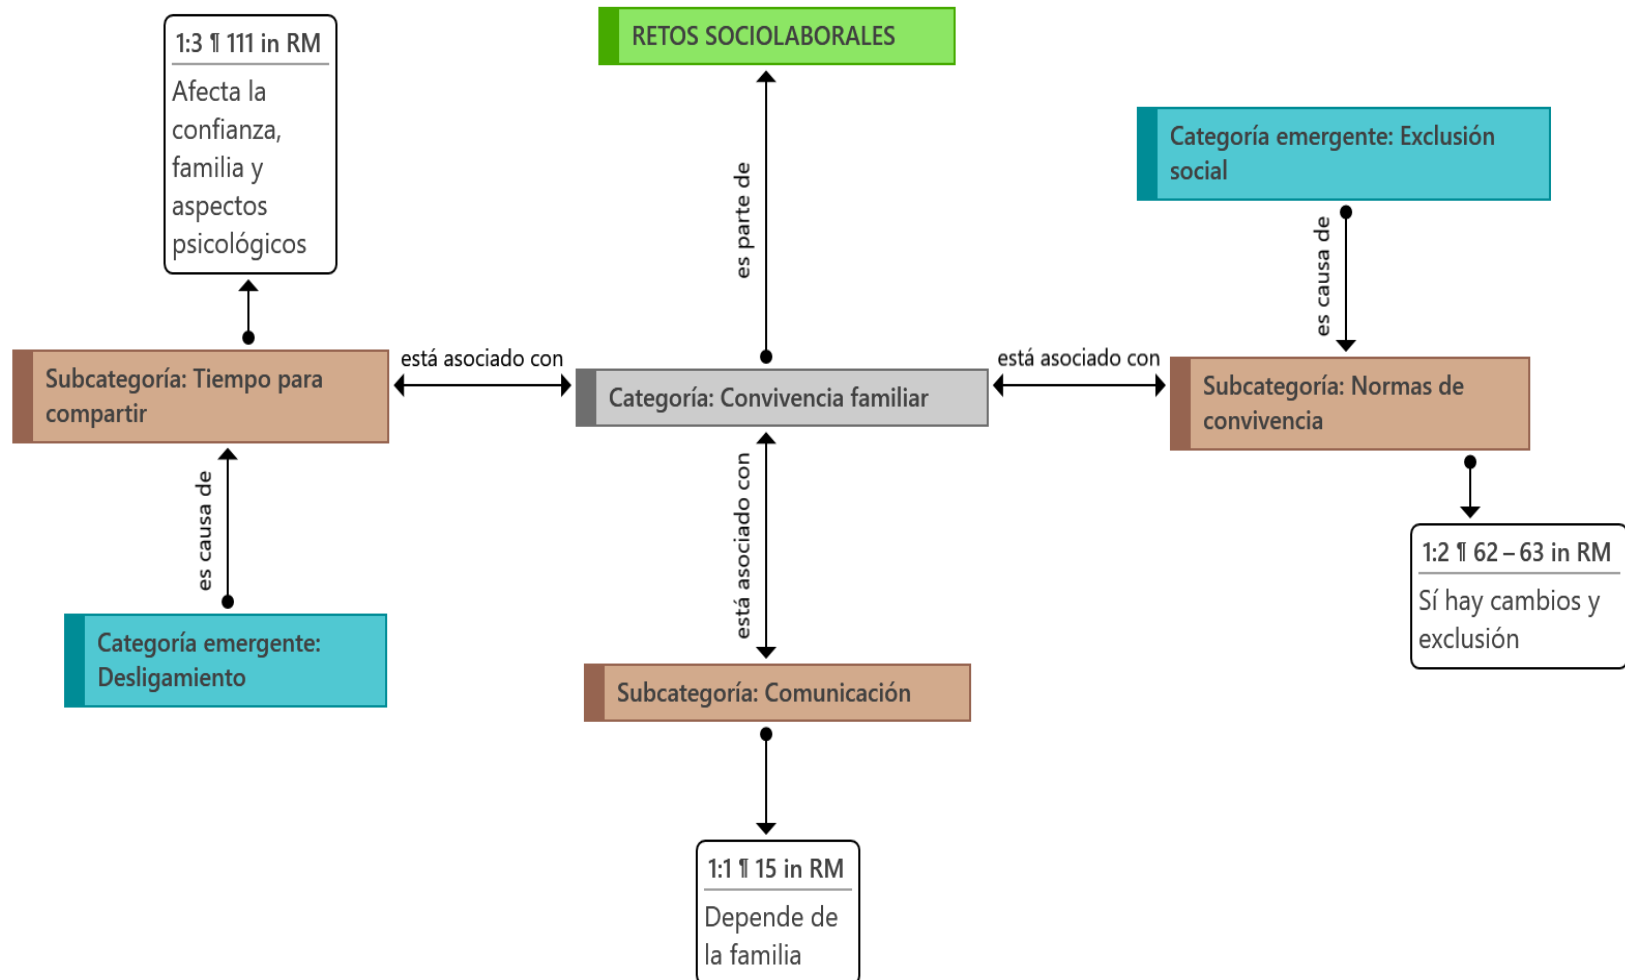 1:3 ¶ 111 in RM
Afecta la
confianza,
familia y
aspectos
psicológicos
RETOS SOCIOLABORALES
es parte de
Categoría emergente: Exclusión
social
es causa de
Subcategoría: Tiempo para
compartir
está asociado con
Categoría: Convivencia familiar
está asociado con
Subcategoría: Normas de
convivencia
es causa de
está asociado con
1:2 ¶ 62 – 63 in RM
Sí hay cambios y
exclusión
Categoría emergente:
Desligamiento
Subcategoría: Comunicación
1:1 ¶ 15 in RM
Depende de
la familia